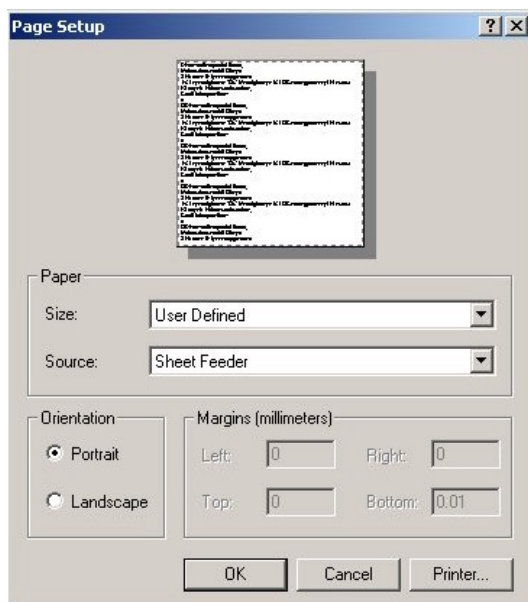 Page Setup
Paper
Size: User Defined
Source: Sheet Feeder
Orientation
Portrait
Landscape
Margins (millimeters)
Left: 0 Right: 0
Top: 0 Bottom: 0.01
OK Cancel Printer...